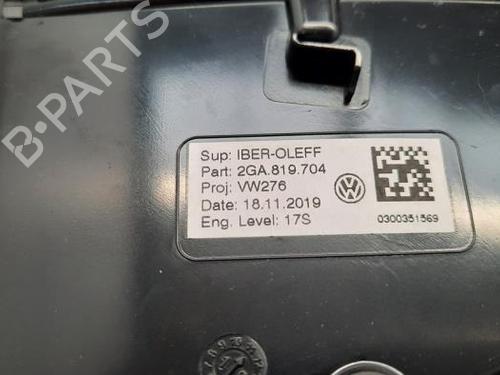 Sup: IBER-OLEFF
Part: 2GA.819.704
Proj: VW276
Date: 18.11.2019
Eng. Level: 17S
0300351569
B-PARTS